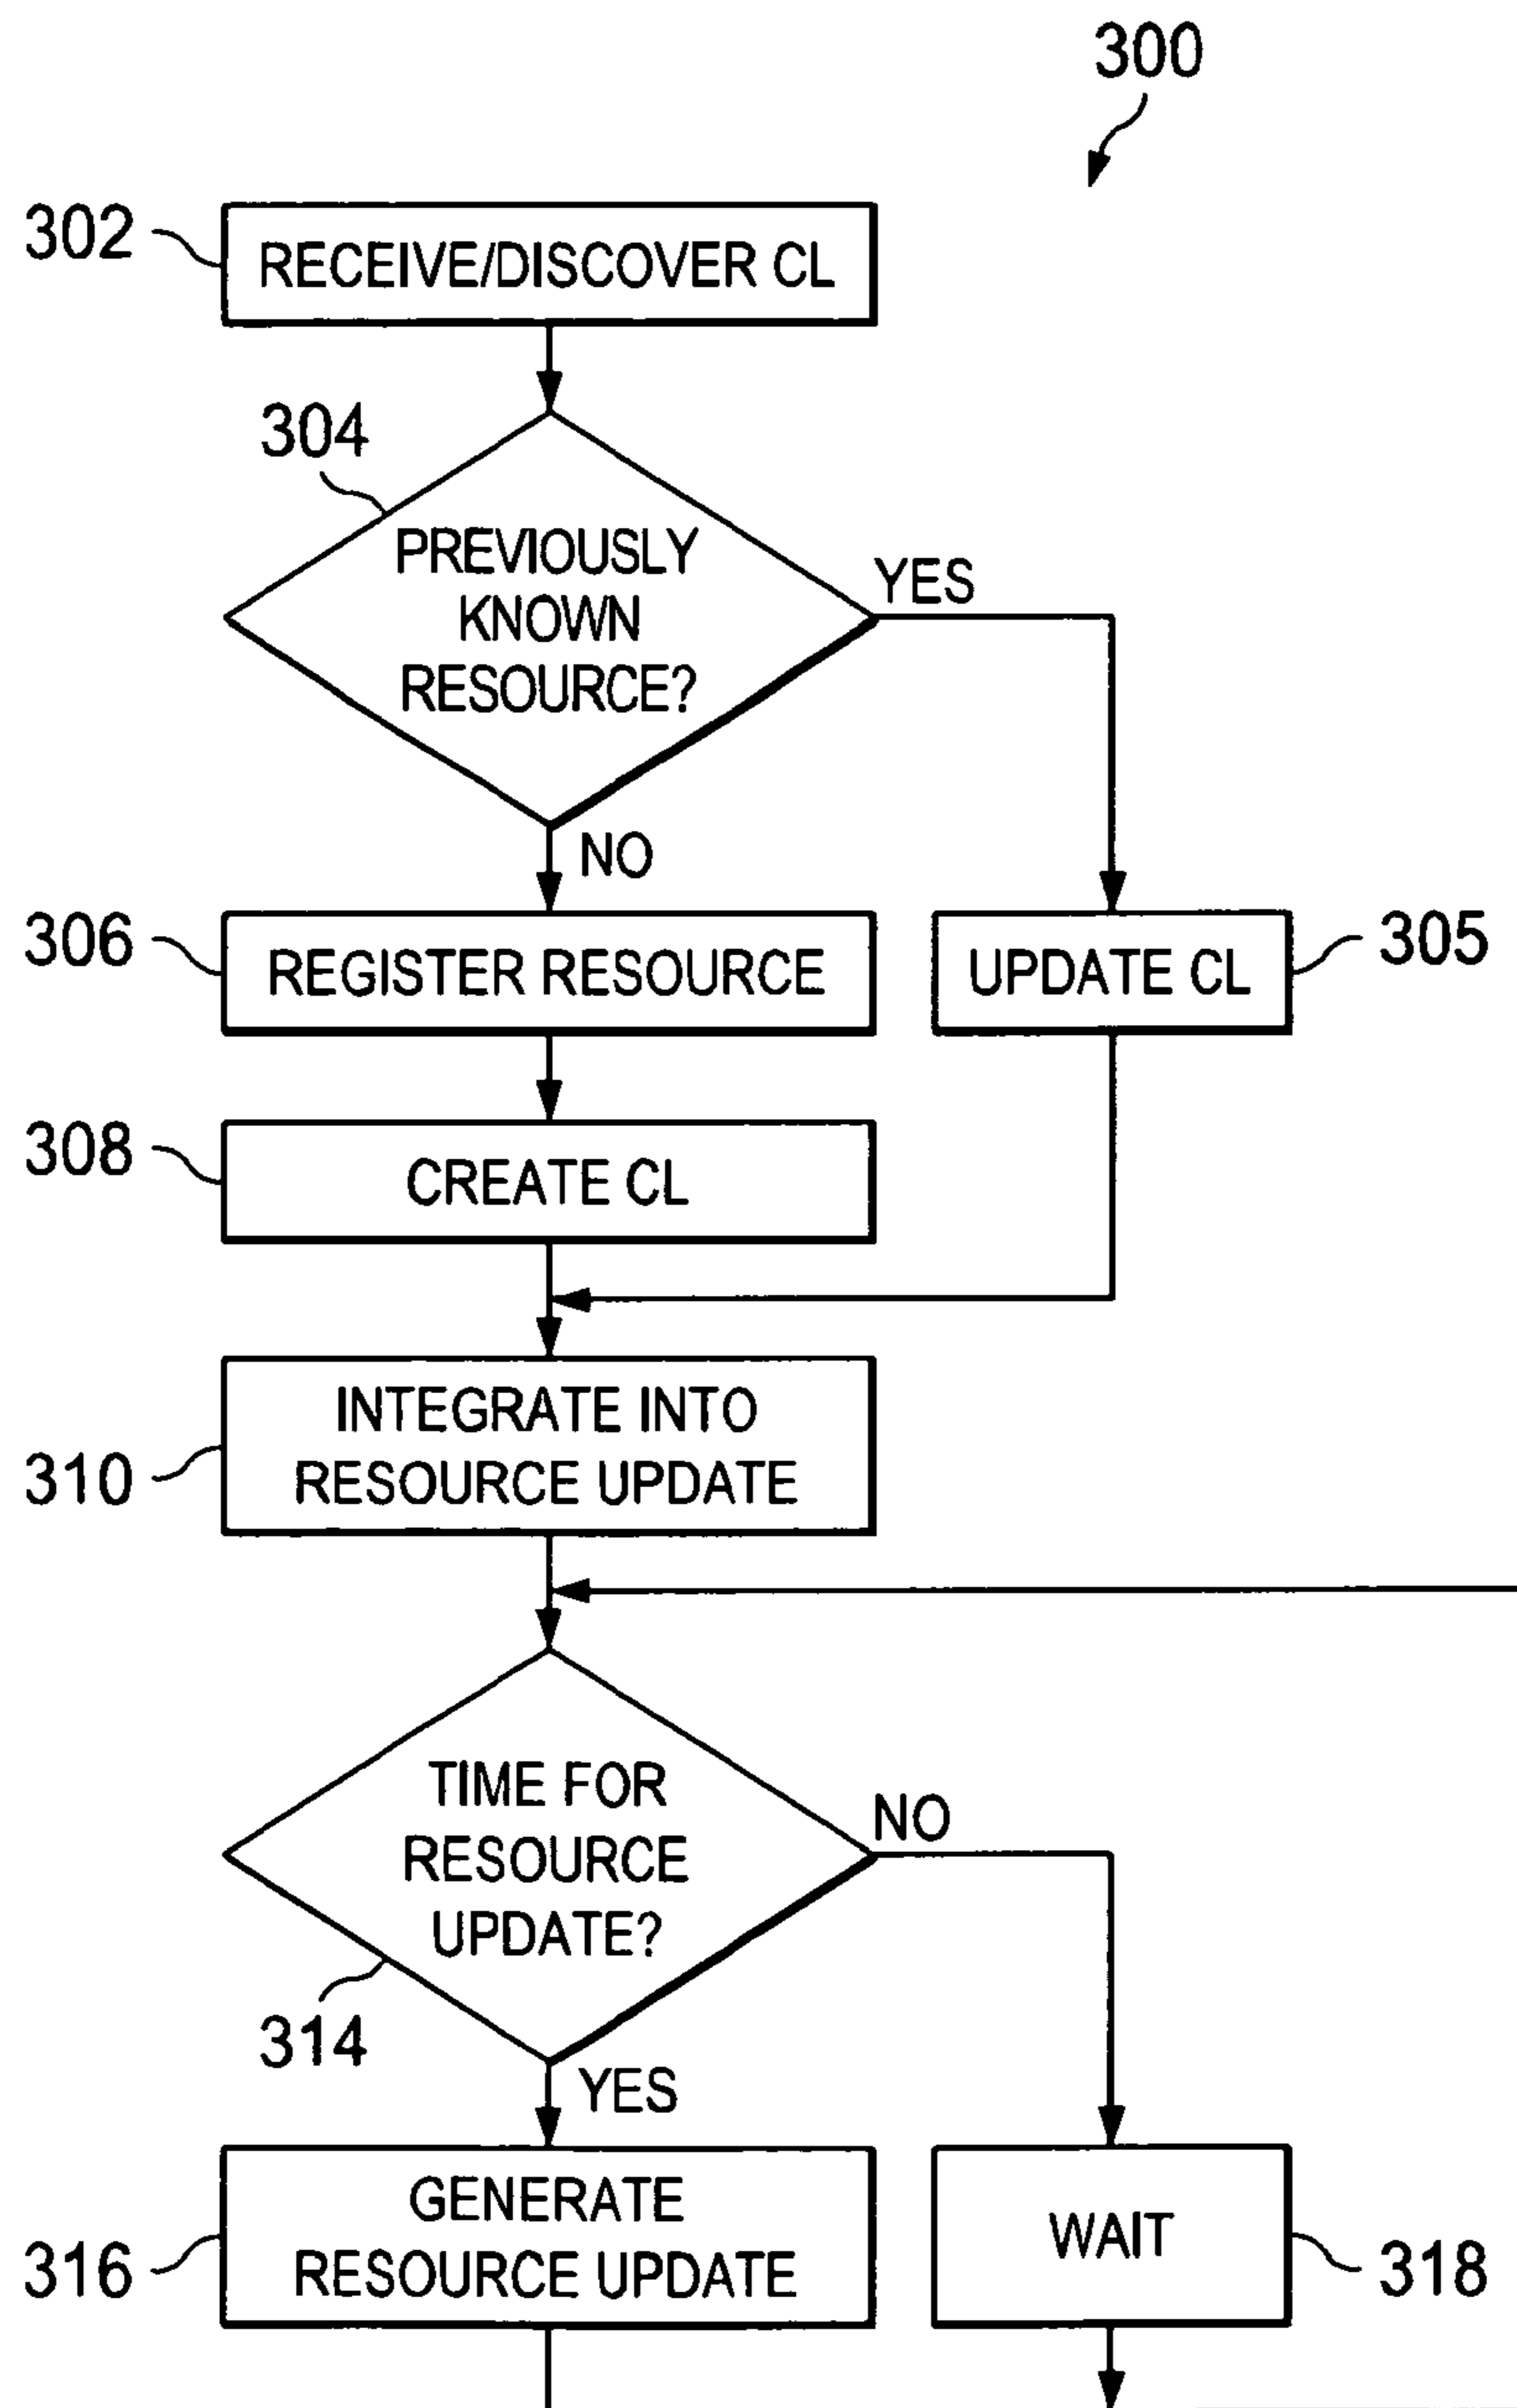 300
302
RECEIVE/DISCOVER CL
304
PREVIOUSLY
KNOWN
RESOURCE?
YES
NO
306
REGISTER RESOURCE
UPDATE CL
305
308
CREATE CL
INTEGRATE INTO
RESOURCE UPDATE
310
TIME FOR
RESOURCE
UPDATE?
NO
314
YES
GENERATE
RESOURCE UPDATE
316
WAIT
318